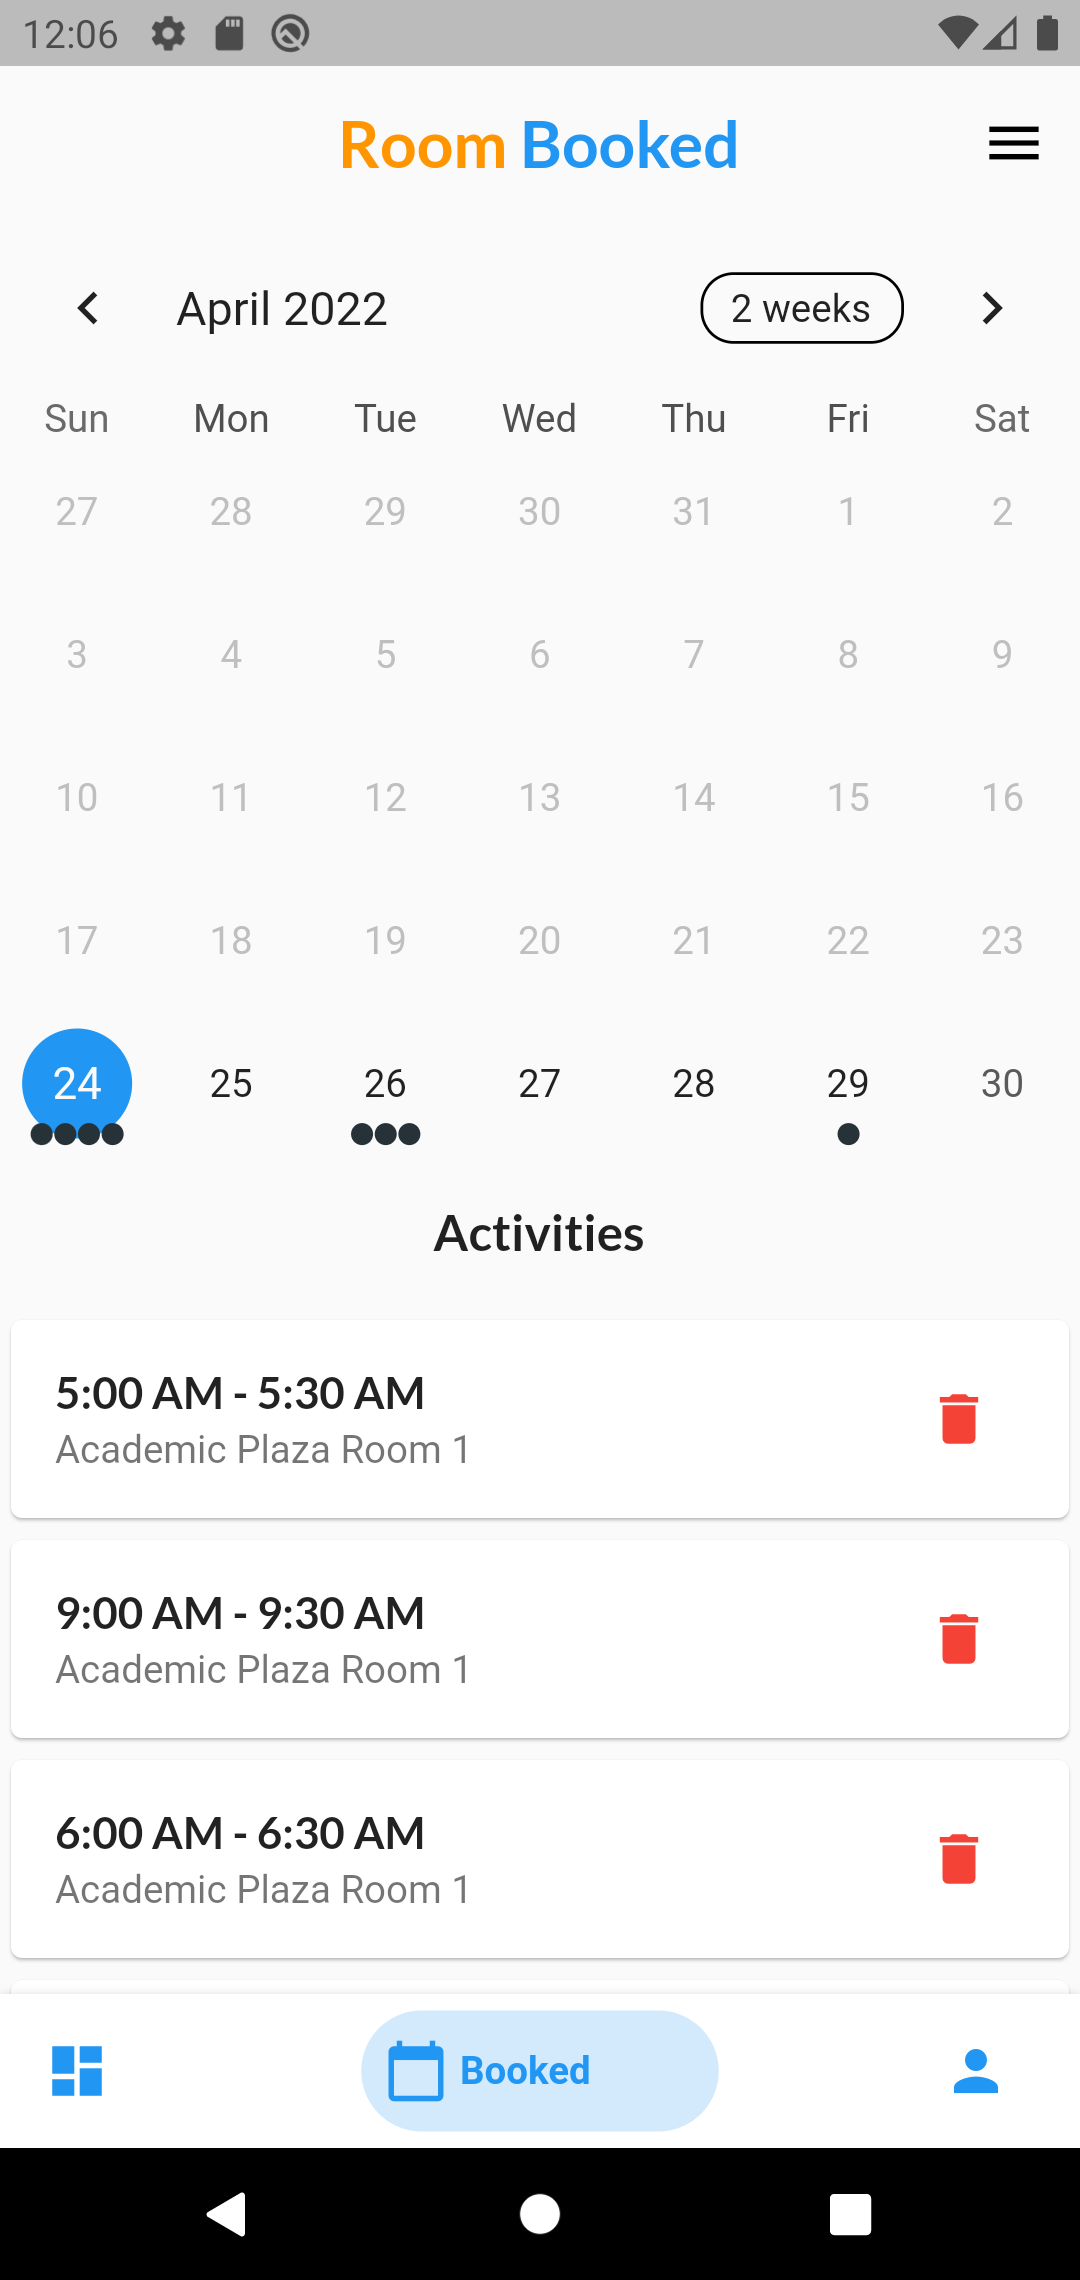 12:06
Room Booked
April 2022 2 weeks
Sun Mon Tue Wed Thu Fri Sat
27 28 29 30 31 1 2
3 4 5 6 7 8 9
10 11 12 13 14 15 16
17 18 19 20 21 22 23
24 25 26 27 28 29 30
Activities
5:00 AM - 5:30 AM
Academic Plaza Room 1
9:00 AM - 9:30 AM
Academic Plaza Room 1
6:00 AM - 6:30 AM
Academic Plaza Room 1
Booked